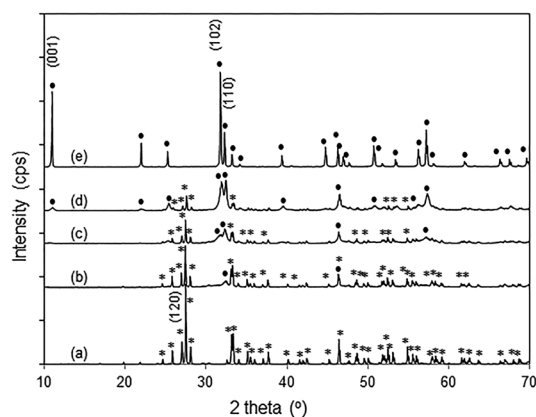 (102)
(001)
(110)
(e)
(d)
(c)
(b)
(120)
(a)
Intensity (cps)
10 20 30 40 50 60 70
2 theta (º)